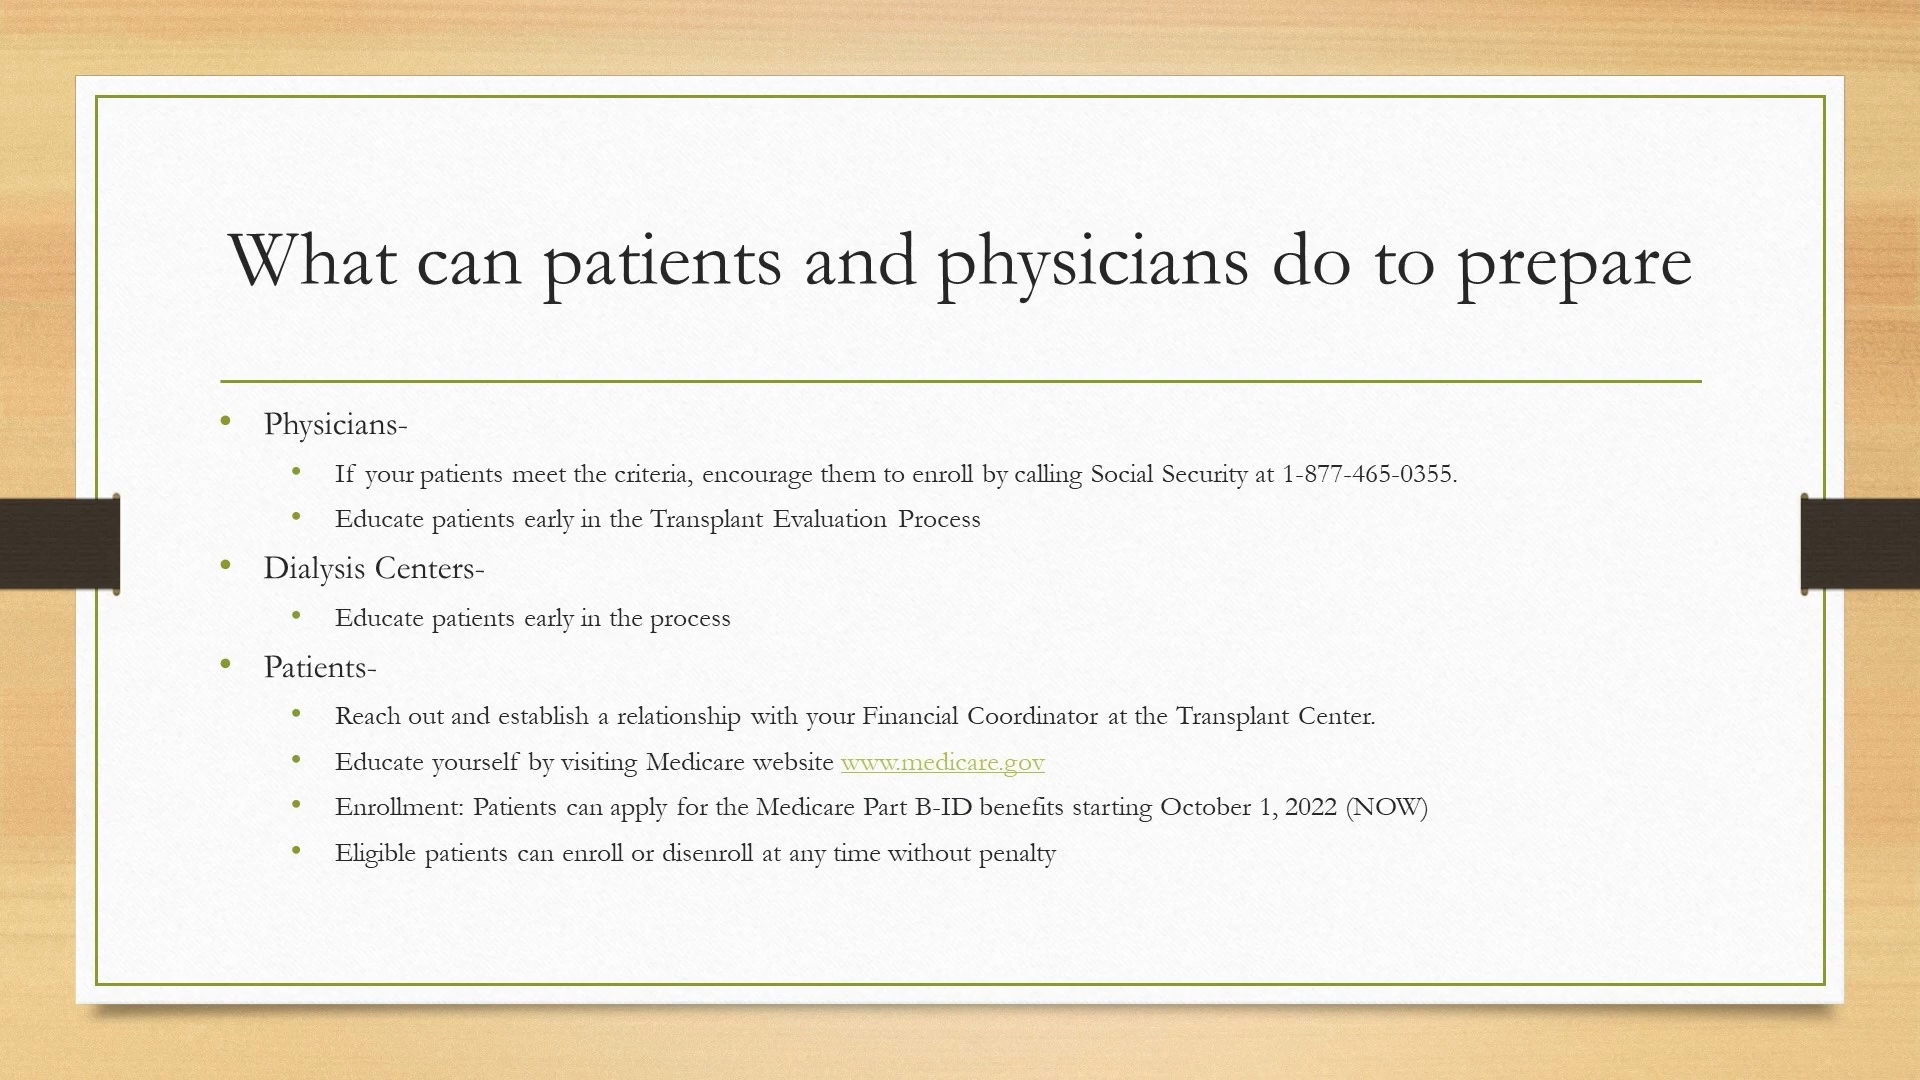 What can patients and physicians do to prepare
• Physicians-
• If your patients meet the criteria, encourage them to enroll by calling Social Security at 1-877-465-0355.
• Educate patients early in the Transplant Evaluation Process
• Dialysis Centers-
• Educate patients early in the process
• Patients-
• Reach out and establish a relationship with your Financial Coordinator at the Transplant Center.
• Educate yourself by visiting Medicare website www.medicare.gov
• Enrollment: Patients can apply for the Medicare Part B-ID benefits starting October 1, 2022 (NOW)
• Eligible patients can enroll or disenroll at any time without penalty